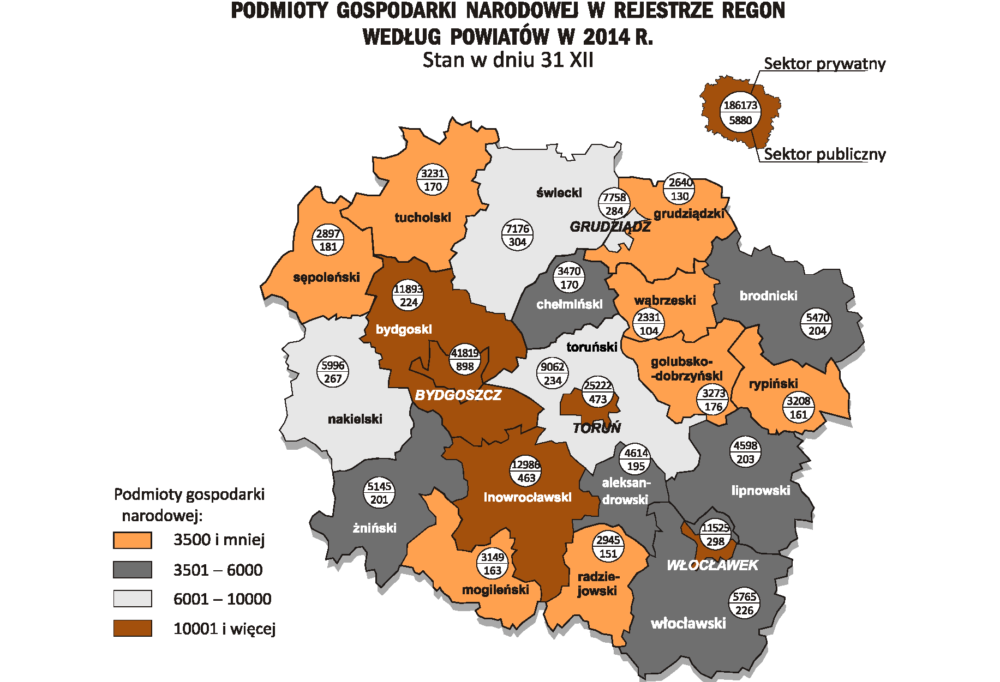 PODMIOTY GOSPODARKI NARODOWEJ W REJESTRZE REGON
WEDŁUG POWIATÓW W 2014 R.
Stan w dniu 31 XII
Sektor prywatny
186173
5880
Sektor publiczny
3231
170
tucholski
świecki
7176
304
7758
284
GRUDZIĄDZ
2640
130
grudziądzki
2897
181
sępoleński
11893
224
bydgoski
3470
170
chełmiński
wąbrzeski
2331
104
brodnicki
5470
204
41819
898
BYDGOSZCZ
toruński
9062
234
25222
473
TORUŃ
golubsko-
-dobrzyński
3273
176
rypiński
3208
161
5996
267
nakielski
4614
195
aleksan-
drowski
4598
203
lipnowski
12986
463
Inowrocławski
5145
201
żniński
11525
298
WŁOCŁAWEK
3149
163
mogileński
2945
151
radzie-
jowski
5765
226
włocławski
Podmioty gospodarki
narodowej:
3500 i mniej
3501 – 6000
6001 – 10000
10001 i więcej